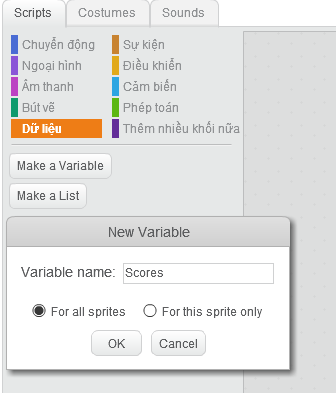 Scripts Costumes Sounds
Chuyển động Sự kiện
Ngoại hình Điều khiển
Âm thanh Cảm biến
Bút vẽ Phép toán
Dữ liệu Thêm nhiều khối nữa
Make a Variable
Make a List
New Variable
Variable name: Scores
For all sprites For this sprite only
OK Cancel